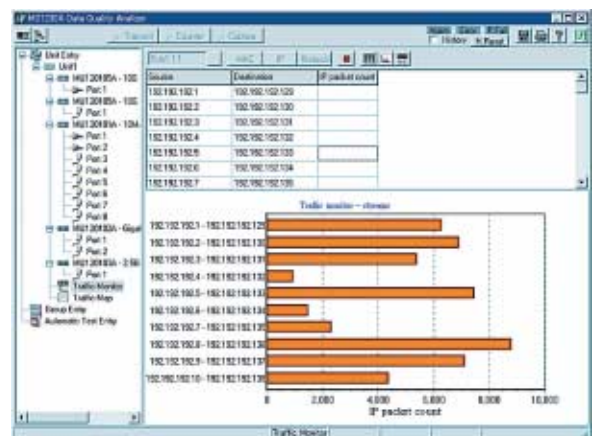 MD1230A Data Quality Analyzer
Transmit
Counter
Capture
History
Reset
Unit Entry
Unit1
Port 1
Port 1
Port 1
Port 2
Port 3
Port 4
Port 5
Port 6
Port 7
Port 8
Port 1
Port 2
Port 1
Traffic Monitor
Traffic Map
Group Entry
Automatic Test Entry
MAC
IP
Source
Destination
IP packet count
192.192.192.1
192.192.192.129
192.192.192.2
192.192.192.130
192.192.192.3
192.192.192.131
192.192.192.4
192.192.192.132
192.192.192.5
192.192.192.133
192.192.192.6
192.192.192.134
192.192.192.7
192.192.192.135
Traffic monitor - stream
192.192.192.1 - 192.192.192.129
192.192.192.2 - 192.192.192.130
192.192.192.3 - 192.192.192.131
192.192.192.4 - 192.192.192.132
192.192.192.5 - 192.192.192.133
192.192.192.6 - 192.192.192.134
192.192.192.7 - 192.192.192.135
192.192.192.8 - 192.192.192.136
192.192.192.9 - 192.192.192.137
192.192.192.10 - 192.192.192.138
0 2,000 4,000 6,000 8,000 10,000
IP packet count
Traffic Monitor